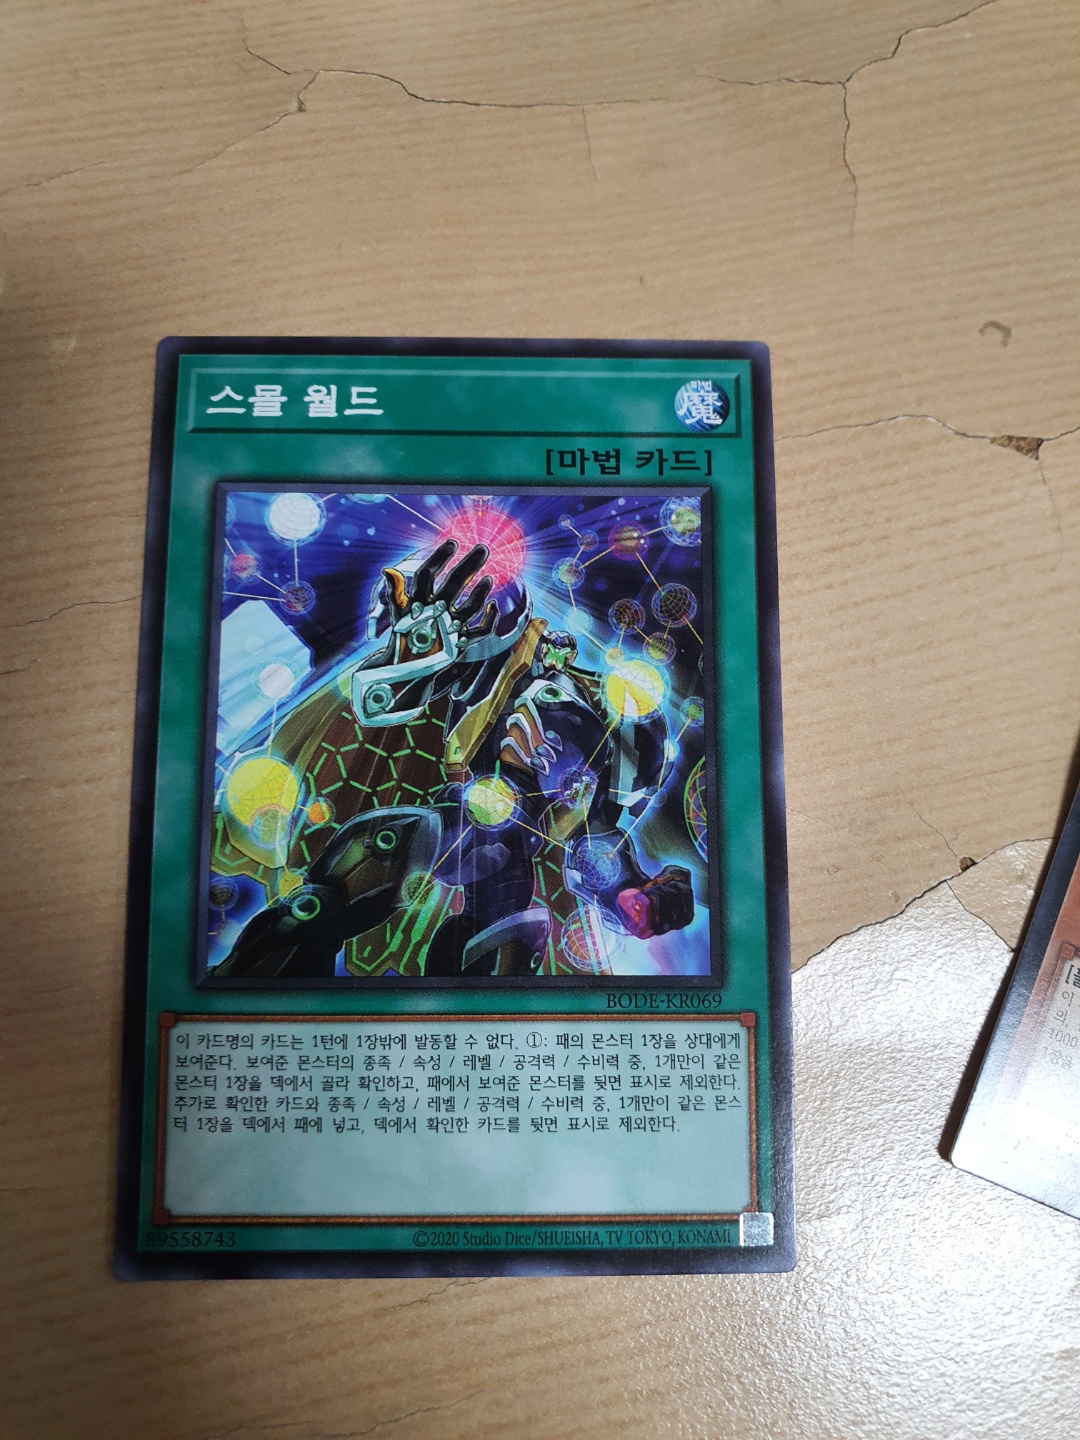 스몰 월드
마법
魔
[마법 카드]
BODE-KR069
이 카드명의 카드는 1턴에 1장밖에 발동할 수 없다. ①: 패의 몬스터 1장을 상대에게
보여준다. 보여준 몬스터의 종족 / 속성 / 레벨 / 공격력 / 수비력 중, 1개만이 같은
몬스터 1장을 덱에서 골라 확인하고, 패에서 보여준 몬스터를 뒷면 표시로 제외한다.
추가로 확인한 카드와 종족 / 속성 / 레벨 / 공격력 / 수비력 중, 1개만이 같은 몬스
터 1장을 덱에서 패에 넣고, 덱에서 확인한 카드를 뒷면 표시로 제외한다.
89558743
©2020 Studio Dice/SHUEISHA, TV TOKYO, KONAMI
의
1000
1장을